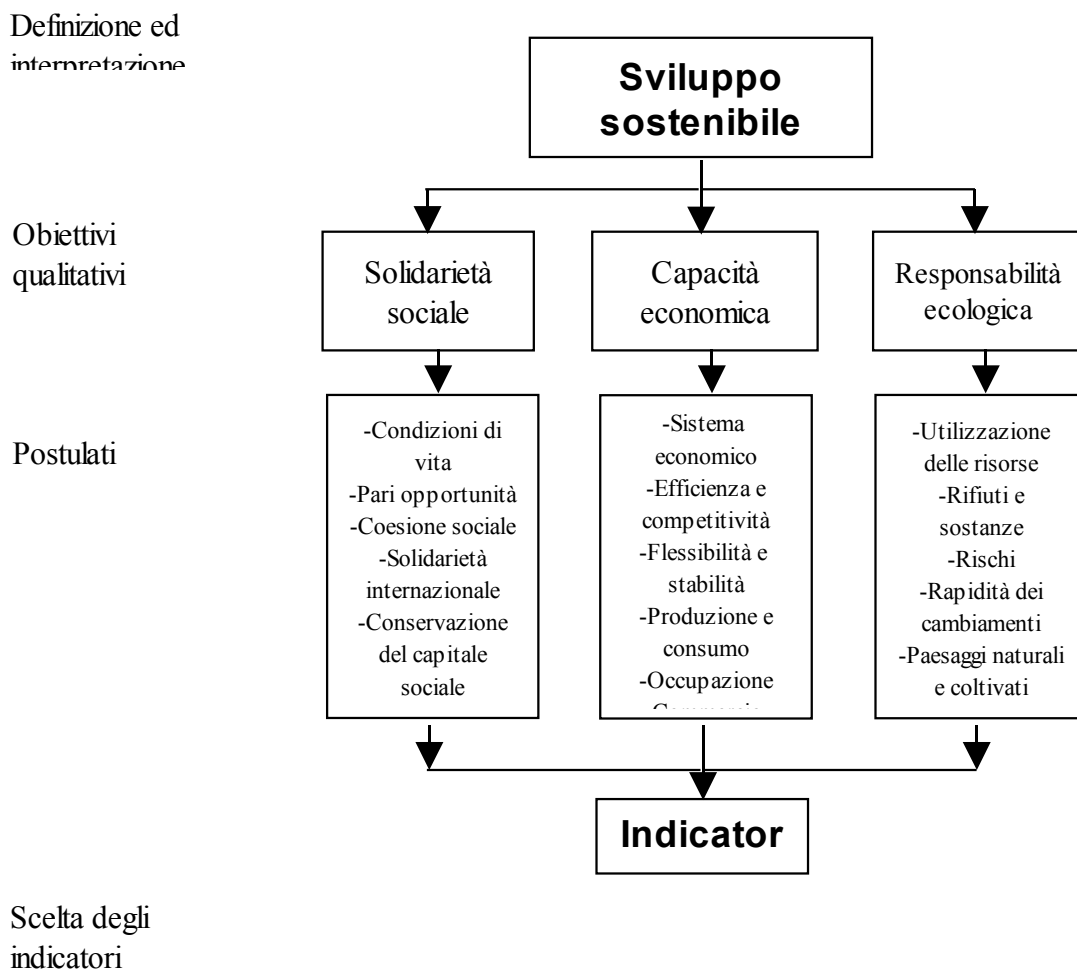 Definizione ed
interpretazione
Sviluppo
sostenibile
Obiettivi
qualitativi
Solidarietà
sociale
Capacità
economica
Responsabilità
ecologica
Postulati
-Condizioni di
vita
-Pari opportunità
-Coesione sociale
-Solidarietà
internazionale
-Conservazione
del capitale
sociale
-Sistema
economico
-Efficienza e
competitività
-Flessibilità e
stabilità
-Produzione e
consumo
-Occupazione
-Utilizzazione
delle risorse
-Rifiuti e
sostanze
-Rischi
-Rapidità dei
cambiamenti
-Paesaggi naturali
e coltivati
Indicator
Scelta degli
indicatori